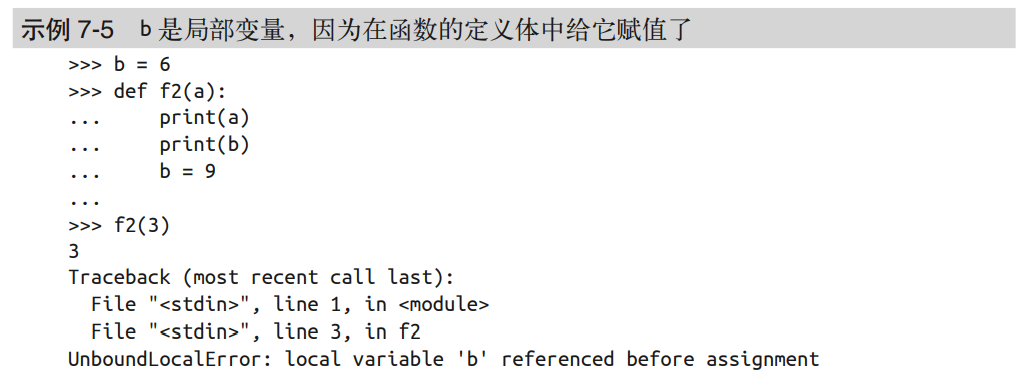 示例 7-5 b 是局部变量，因为在函数的定义体中给它赋值了
>>> b = 6
>>> def f2(a):
...     print(a)
...     print(b)
...     b = 9
...
>>> f2(3)
3
Traceback (most recent call last):
  File "<stdin>", line 1, in <module>
  File "<stdin>", line 3, in f2
UnboundLocalError: local variable 'b' referenced before assignment